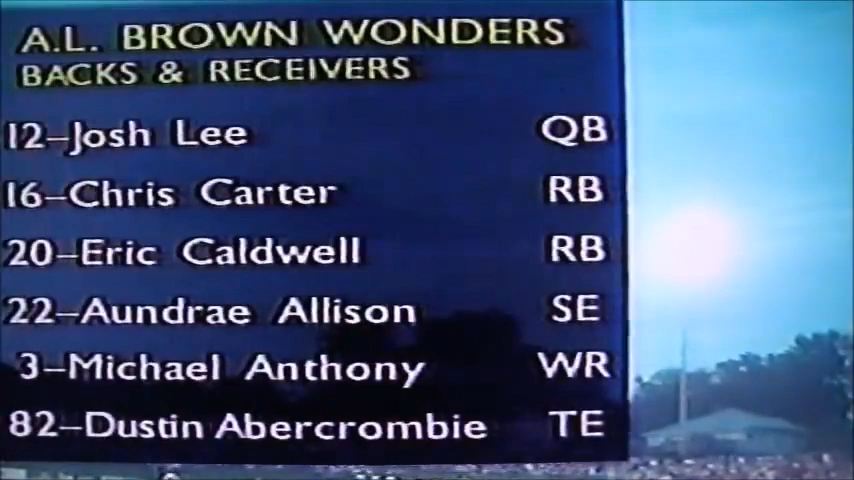 A.L. BROWN WONDERS
BACKS & RECEIVERS
12-Josh Lee QB
16-Chris Carter RB
20-Eric Caldwell RB
22-Aundrae Allison SE
3-Michael Anthony WR
82-Dustin Abercrombie TE